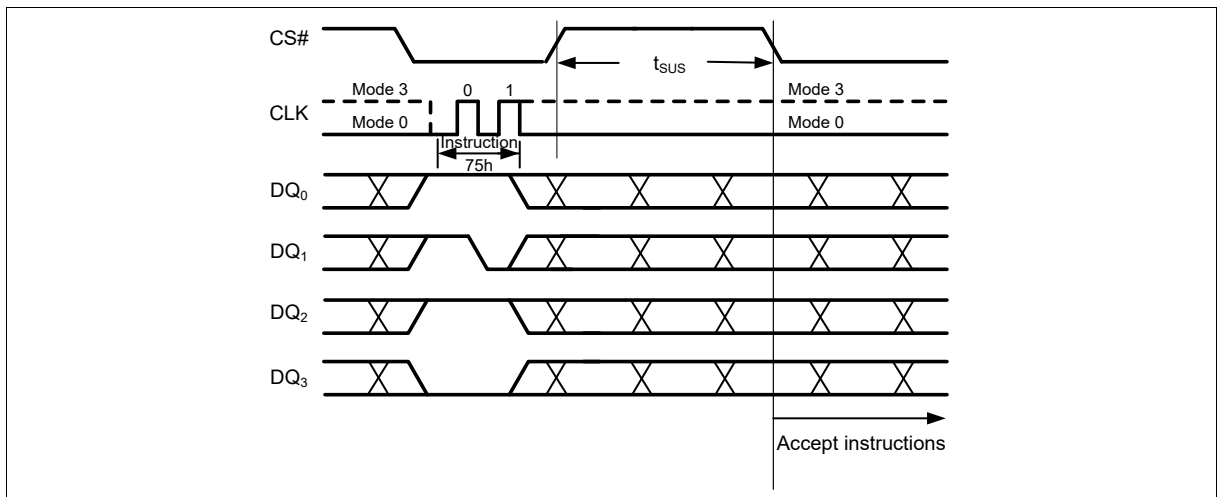 CS#
tSUS
Mode 3 0 1 Mode 3
CLK
Mode 0 Mode 0
Instruction
75h
DQ0
DQ1
DQ2
DQ3
Accept instructions